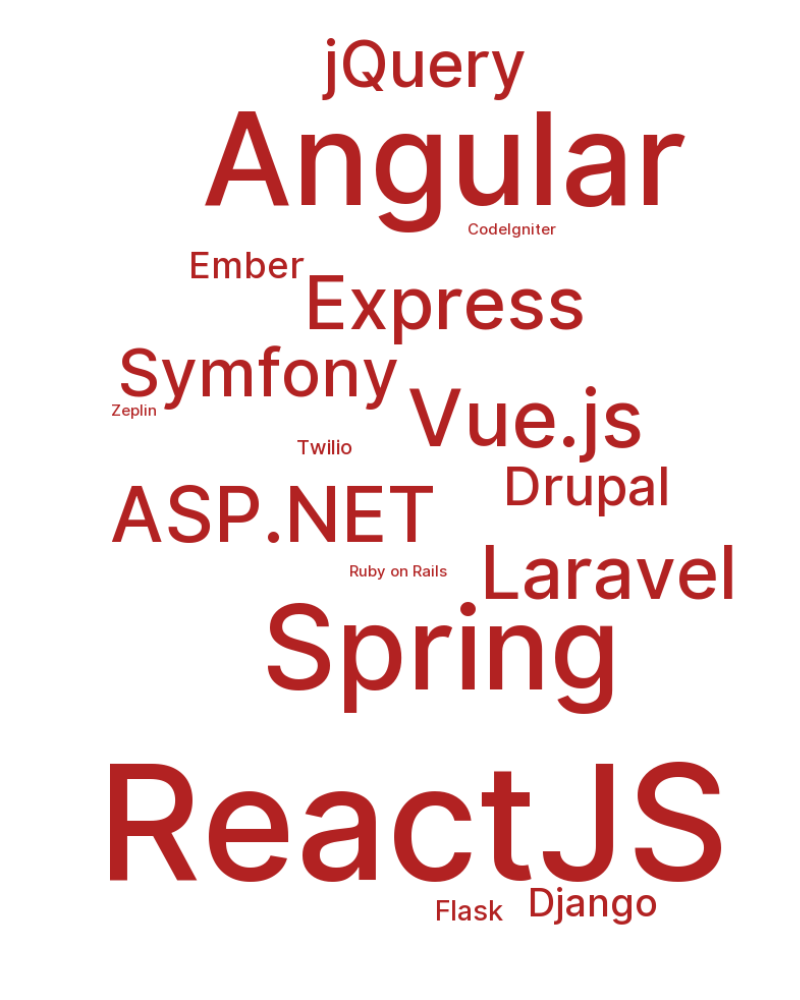 jQuery
Angular
CodeIgniter
Ember
Express
Symfony
Vue.js
Zeplin
Twilio
Drupal
ASP.NET
Laravel
Ruby on Rails
Spring
ReactJS
Django
Flask